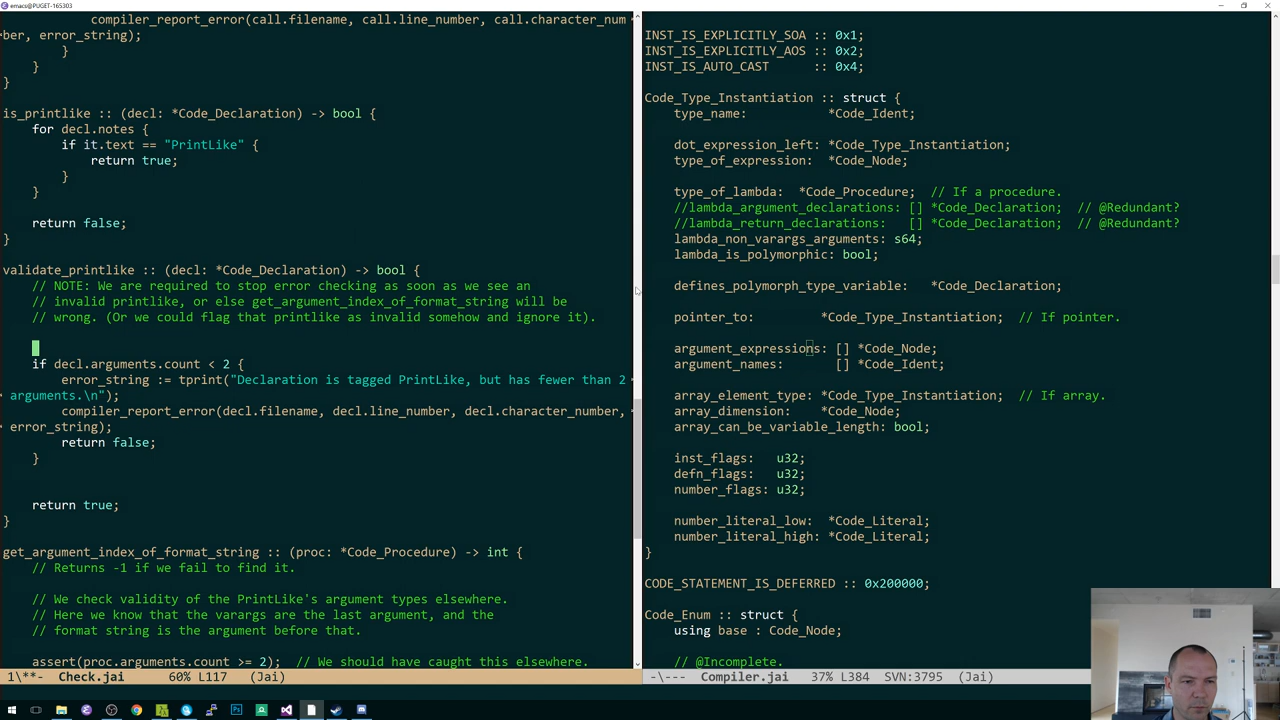 emacs@PUGET-165303
compiler_report_error(call.filename, call.line_number, call.character_num
ber, error_string);
}
}
}
is_printlike :: (decl: *Code_Declaration) -> bool {
for decl.notes {
if it.text == "PrintLike" {
return true;
}
}
return false;
}
validate_printlike :: (decl: *Code_Declaration) -> bool {
// NOTE: We are required to stop error checking as soon as we see an
// invalid printlike, or else get_argument_index_of_format_string will be
// wrong. (Or we could flag that printlike as invalid somehow and ignore it).
if decl.arguments.count < 2 {
error_string := tprint("Declaration is tagged PrintLike, but has fewer than 2
arguments.\n");
compiler_report_error(decl.filename, decl.line_number, decl.character_number,
error_string);
return false;
}
return true;
}
get_argument_index_of_format_string :: (proc: *Code_Procedure) -> int {
// Returns -1 if we fail to find it.
// We check validity of the PrintLike's argument types elsewhere.
// Here we know that the varargs are the last argument, and the
// format string is the argument before that.
assert(proc.arguments.count >= 2);  // We should have caught this elsewhere.
1\**-  Check.jai      60% L117   (Jai)
INST_IS_EXPLICITLY_SOA :: 0x1;
INST_IS_EXPLICITLY_AOS :: 0x2;
INST_IS_AUTO_CAST      :: 0x4;
Code_Type_Instantiation :: struct {
type_name:           *Code_Ident;
dot_expression_left: *Code_Type_Instantiation;
type_of_expression:  *Code_Node;
type_of_lambda:  *Code_Procedure;  // If a procedure.
//lambda_argument_declarations: [] *Code_Declaration;  // @Redundant?
//lambda_return_declarations:   [] *Code_Declaration;  // @Redundant?
lambda_non_varargs_arguments: s64;
lambda_is_polymorphic: bool;
defines_polymorph_type_variable:   *Code_Declaration;
pointer_to:         *Code_Type_Instantiation;  // If pointer.
argument_expressions: [] *Code_Node;
argument_names:       [] *Code_Ident;
array_element_type: *Code_Type_Instantiation;  // If array.
array_dimension:    *Code_Node;
array_can_be_variable_length: bool;
inst_flags:   u32;
defn_flags:   u32;
number_flags: u32;
number_literal_low:  *Code_Literal;
number_literal_high: *Code_Literal;
}
CODE_STATEMENT_IS_DEFERRED :: 0x200000;
Code_Enum :: struct {
using base : Code_Node;
// @Incomplete.
-\---  Compiler.jai   37% L384  SVN:3795  (Jai)